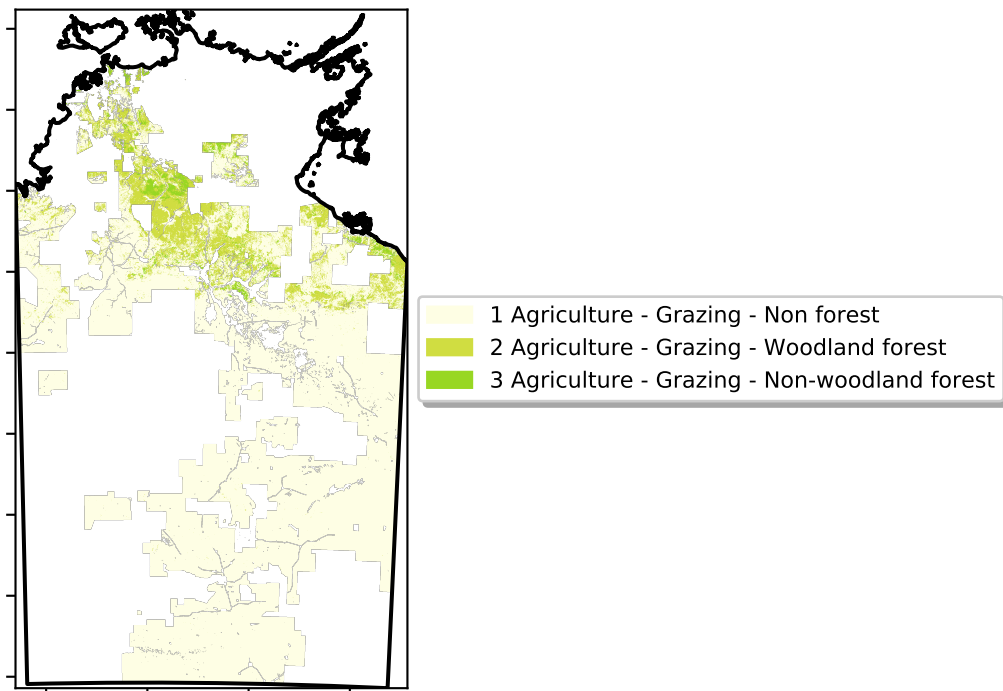 1 Agriculture - Grazing - Non forest
2 Agriculture - Grazing - Woodland forest
3 Agriculture - Grazing - Non-woodland forest